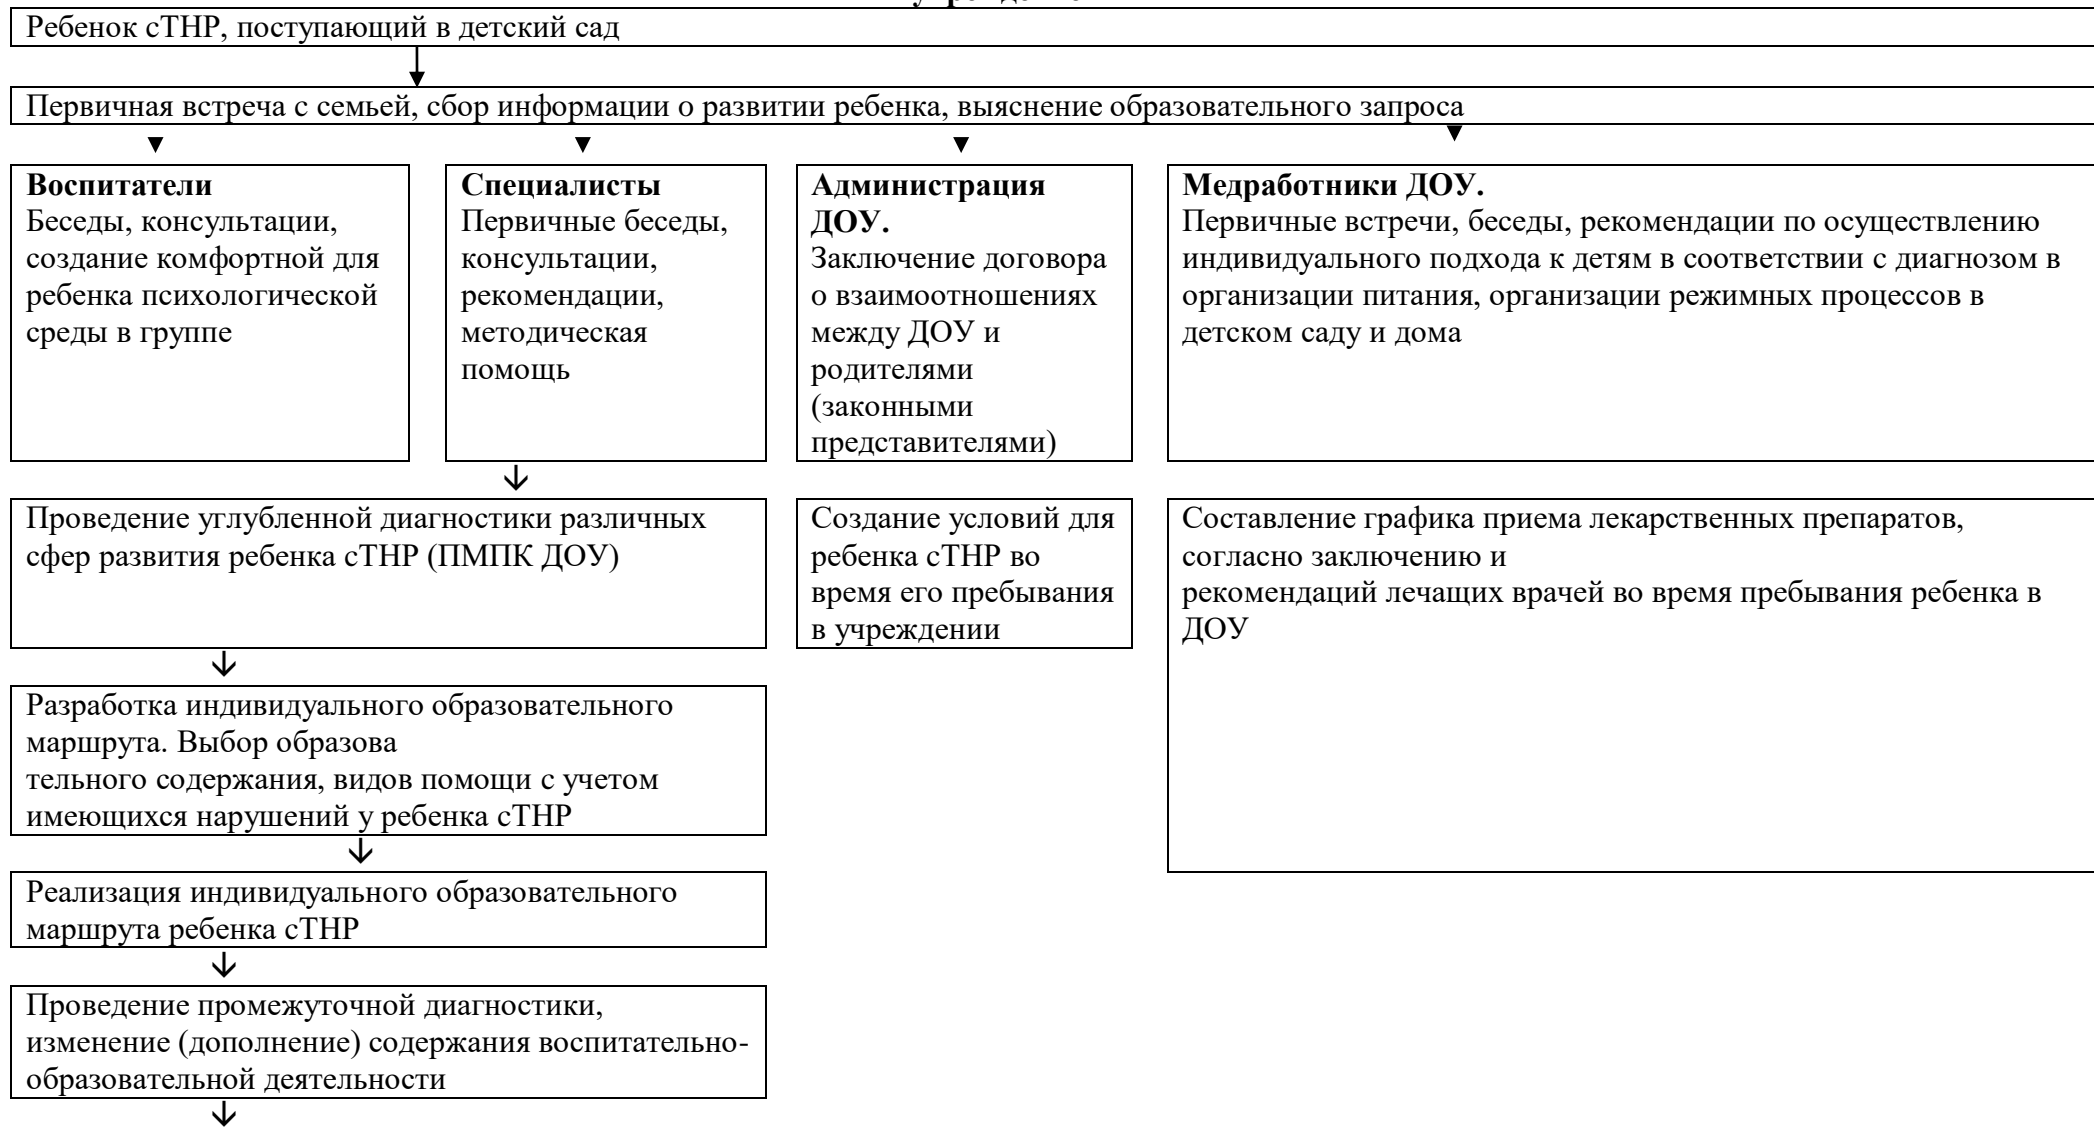 Ребенок сТНР, поступающий в детский сад
Первичная встреча с семьей, сбор информации о развитии ребенка, выяснение образовательного запроса
Воспитатели
Беседы, консультации,
создание комфортной для
ребенка психологической
среды в группе
Специалисты
Первичные беседы,
консультации,
рекомендации,
методическая
помощь
Администрация
ДОУ.
Заключение договора
о взаимоотношениях
между ДОУ и
родителями
(законными
представителями)
Медработники ДОУ.
Первичные встречи, беседы, рекомендации по осуществлению
индивидуального подхода к детям в соответствии с диагнозом в
организации питания, организации режимных процессов в
детском саду и дома
Проведение углубленной диагностики различных
сфер развития ребенка сТНР (ПМПК ДОУ)
Создание условий для
ребенка сТНР во
время его пребывания
в учреждении
Составление графика приема лекарственных препаратов,
согласно заключению и
рекомендаций лечащих врачей во время пребывания ребенка в
ДОУ
Разработка индивидуального образовательного
маршрута. Выбор образова
тельного содержания, видов помощи с учетом
имеющихся нарушений у ребенка сТНР
Реализация индивидуального образовательного
маршрута ребенка сТНР
Проведение промежуточной диагностики,
изменение (дополнение) содержания воспитательно-
образовательной деятельности